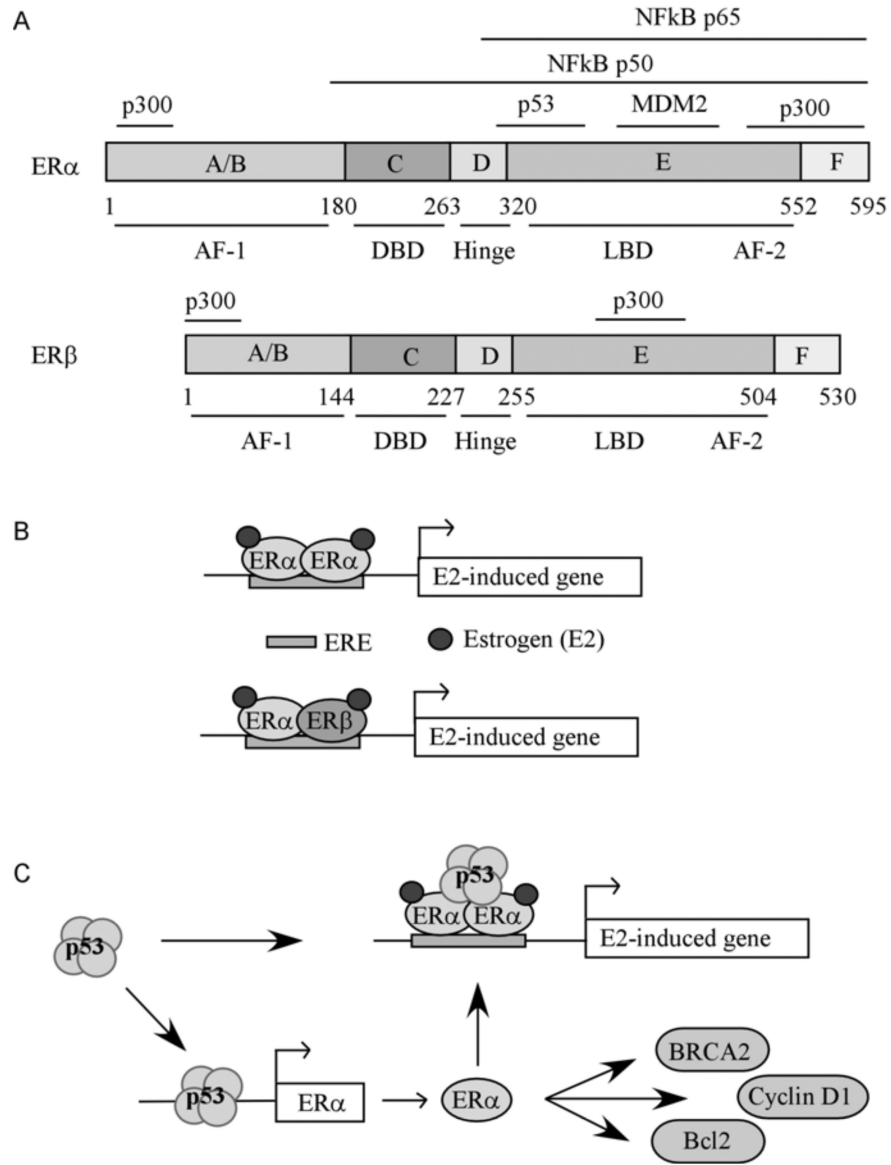 A
NFkB p65
NFkB p50
p300 p53 MDM2 p300
ERα A/B C D E F
1 180 263 320 552 595
AF-1 DBD Hinge LBD AF-2
p300 p300
ERβ A/B C D E F
1 144 227 255 504 530
AF-1 DBD Hinge LBD AF-2
B
ERα ERα
E2-induced gene
ERE Estrogen (E2)
ERα ERβ
E2-induced gene
C
p53
ERα ERα
E2-induced gene
p53
p53
ERα
ERα
BRCA2
Cyclin D1
Bcl2